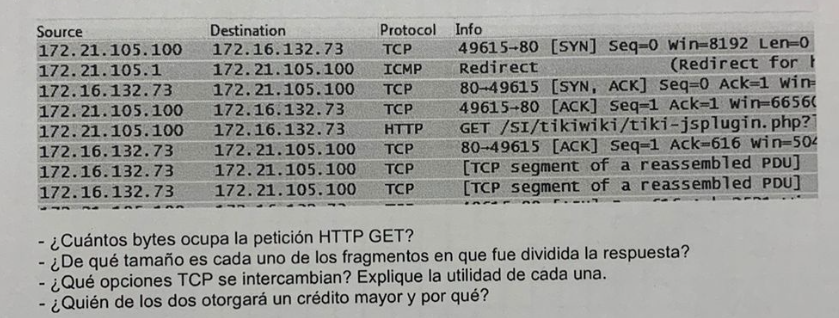 Source Destination Protocol Info
172.21.105.100 172.16.132.73 TCP 49615→80 [SYN] Seq=0 Win=8192 Len=0
172.21.105.1 172.21.105.100 ICMP Redirect (Redirect for
172.16.132.73 172.21.105.100 TCP 80→49615 [SYN, ACK] Seq=0 Ack=1 Win=
172.21.105.100 172.16.132.73 TCP 49615→80 [ACK] Seq=1 Ack=1 Win=6656
172.21.105.100 172.16.132.73 HTTP GET /SI/tikiwiki/tiki-jsplugin.php?
172.16.132.73 172.21.105.100 TCP 80→49615 [ACK] Seq=1 Ack=616 Win=504
172.16.132.73 172.21.105.100 TCP [TCP segment of a reassembled PDU]
172.16.132.73 172.21.105.100 TCP [TCP segment of a reassembled PDU]
- ¿Cuántos bytes ocupa la petición HTTP GET?
- ¿De qué tamaño es cada uno de los fragmentos en que fue dividida la respuesta?
- ¿Qué opciones TCP se intercambian? Explique la utilidad de cada una.
- ¿Quién de los dos otorgará un crédito mayor y por qué?